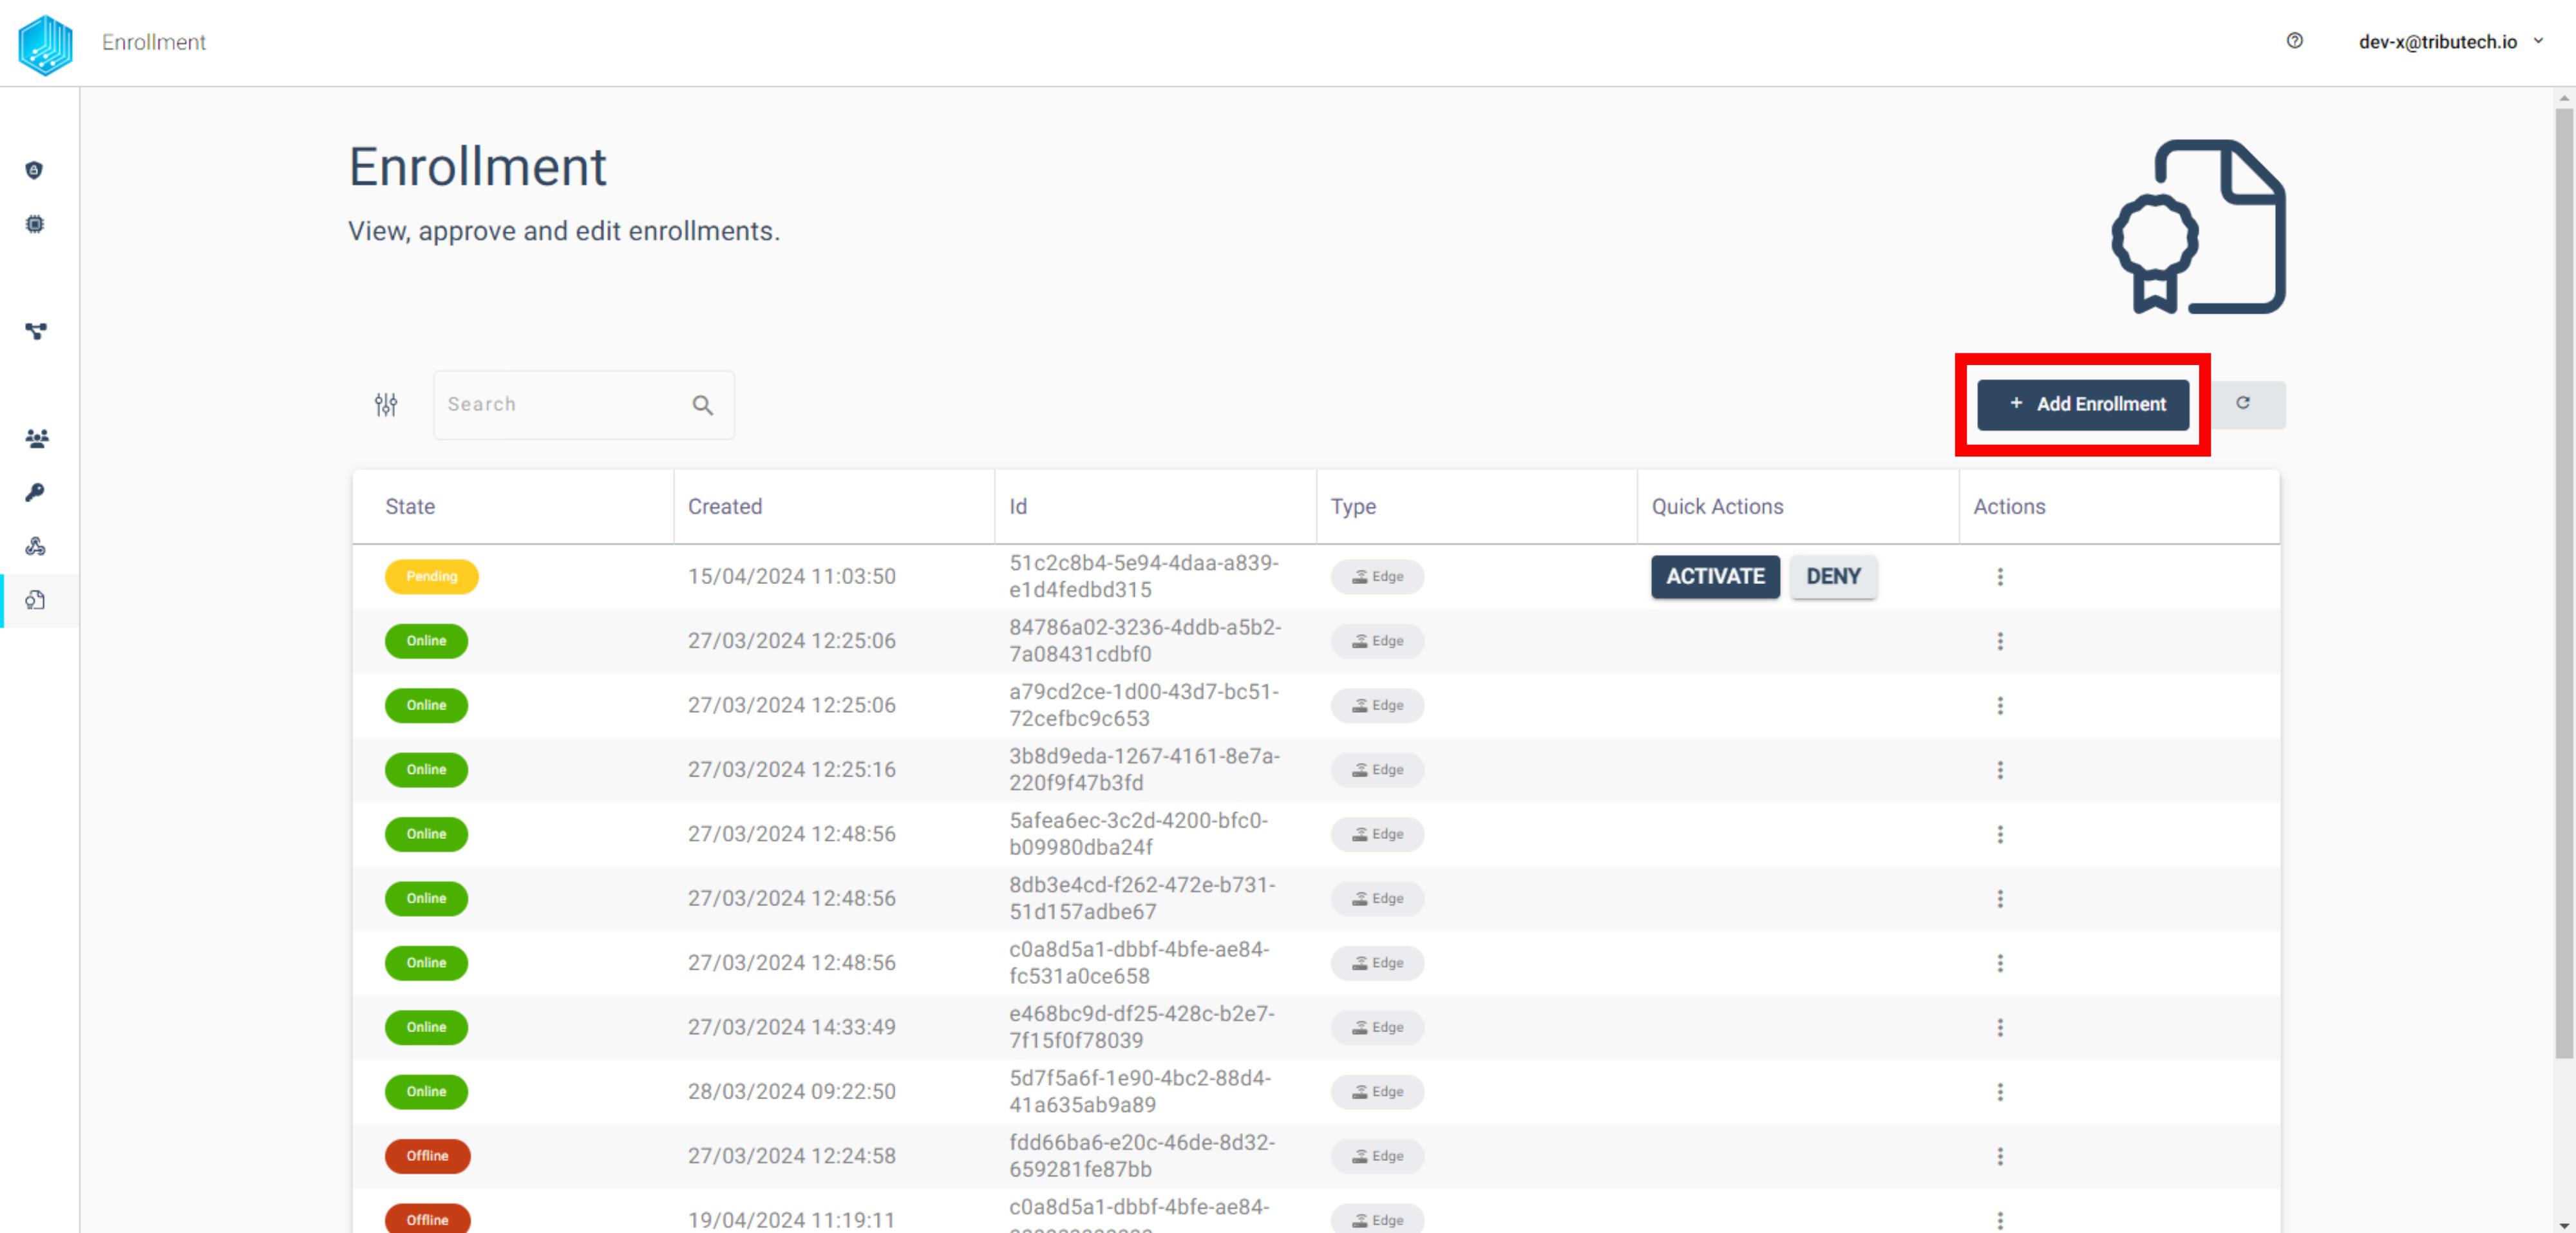 Enrollment
dev-x@tributech.io
Enrollment
View, approve and edit enrollments.
Search
+ Add Enrollment
State Created Id Type Quick Actions Actions
Pending 15/04/2024 11:03:50 51c2c8b4-5e94-4daa-a839- Edge ACTIVATE DENY
e1d4fedbd315
Online 27/03/2024 12:25:06 84786a02-3236-4ddb-a5b2- Edge
7a08431cdbf0
Online 27/03/2024 12:25:06 a79cd2ce-1d00-43d7-bc51- Edge
72cefbc9c653
Online 27/03/2024 12:25:16 3b8d9eda-1267-4161-8e7a- Edge
220f9f47b3fd
Online 27/03/2024 12:48:56 5afea6ec-3c2d-4200-bfc0- Edge
b09980dba24f
Online 27/03/2024 12:48:56 8db3e4cd-f262-472e-b731- Edge
51d157adbe67
Online 27/03/2024 12:48:56 c0a8d5a1-dbbf-4bfe-ae84- Edge
fc531a0ce658
Online 27/03/2024 14:33:49 e468bc9d-df25-428c-b2e7- Edge
7f15f0f78039
Online 28/03/2024 09:22:50 5d7f5a6f-1e90-4bc2-88d4- Edge
41a635ab9a89
Offline 27/03/2024 12:24:58 fdd66ba6-e20c-46de-8d32- Edge
659281fe87bb
Offline 19/04/2024 11:19:11 c0a8d5a1-dbbf-4bfe-ae84- Edge